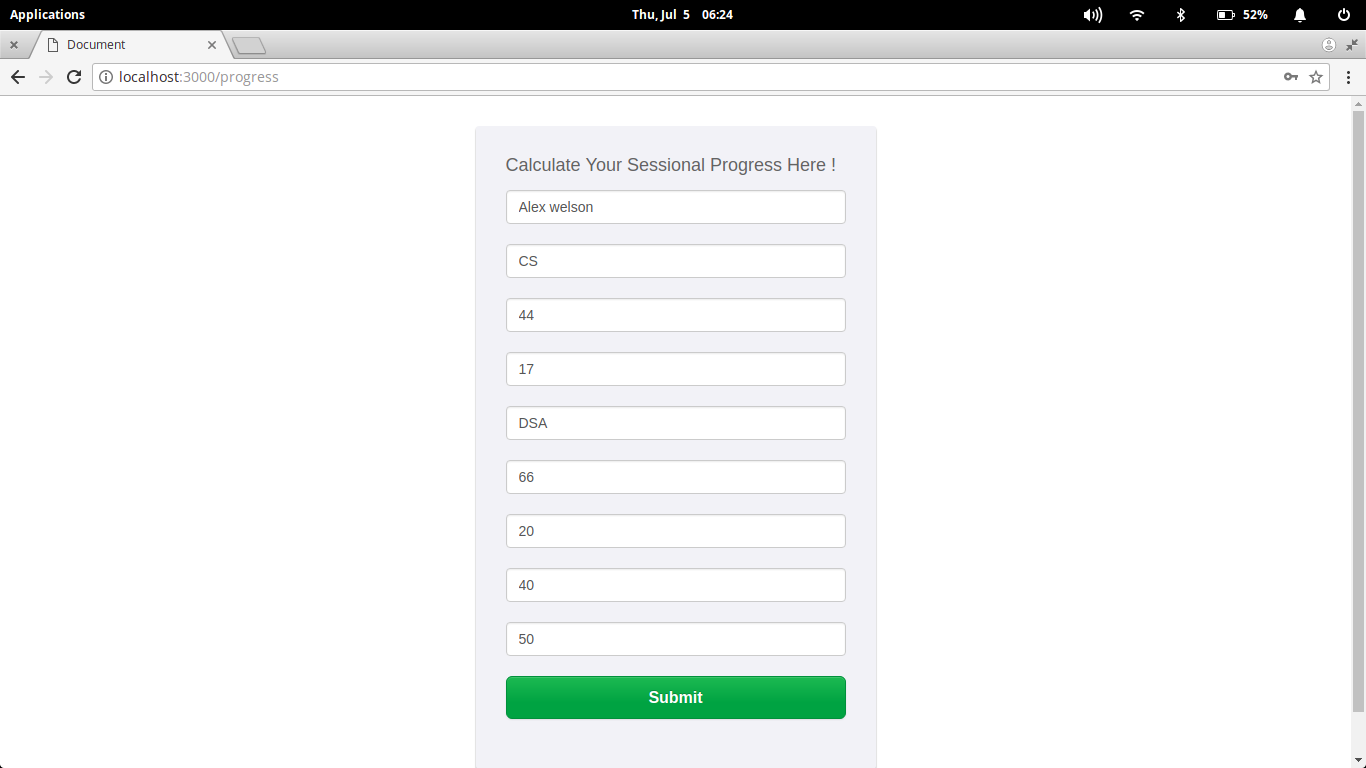 Applications Thu, Jul 5 06:24 52%
Document
localhost:3000/progress
Calculate Your Sessional Progress Here !
Alex welson
CS
44
17
DSA
66
20
40
50
Submit